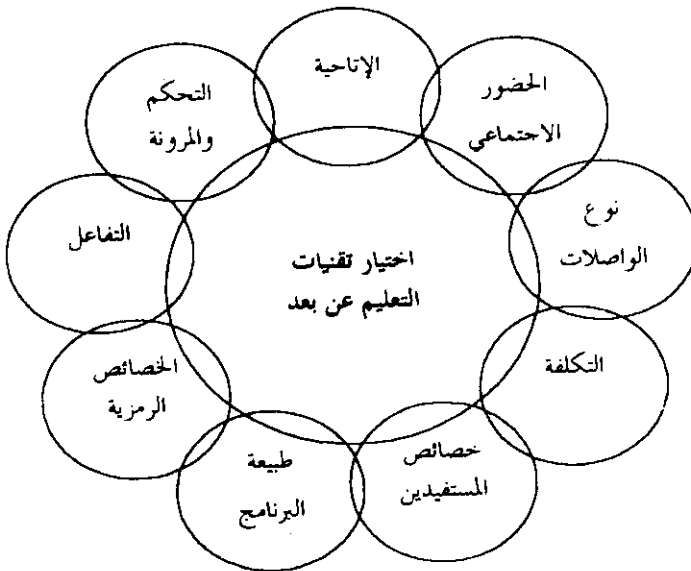 الإتاحية
الحضور
الاجتماعي
التحكم
والمرونة
نوع
الواصلات
التفاعل
اختيار تقنيات
التعليم عن بعد
التكلفة
الخصائص
الرمزية
خصائص
المستفيدين
طبيعة
البرنامج